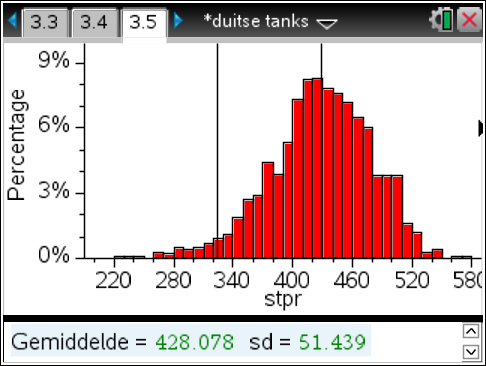 3.3 3.4 3.5 *duitse tanks
9%
6%
3%
0%
Percentage
220 280 340 400 460 520 580
stpr
Gemiddelde = 428.078 sd = 51.439